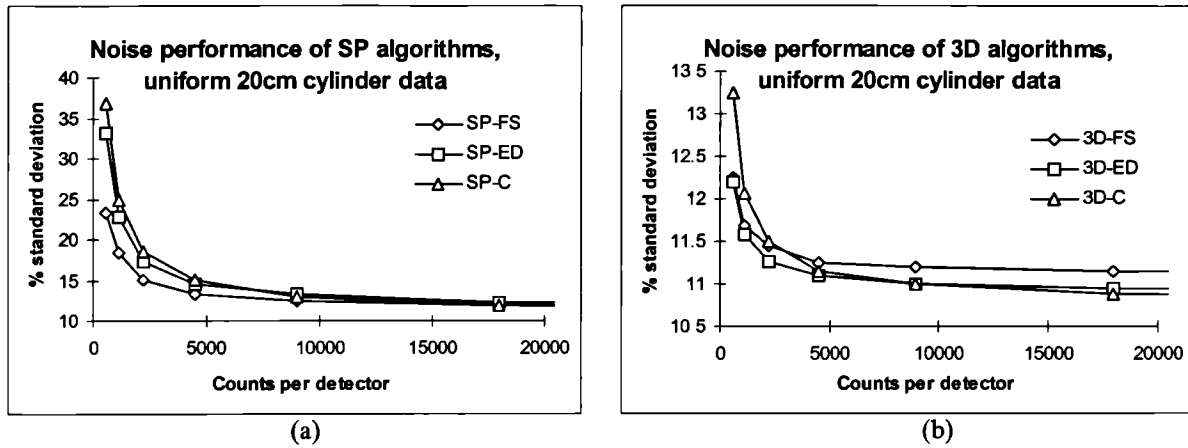 Noise performance of SP algorithms,
uniform 20cm cylinder data
% standard deviation
40
35
30
25
20
15
10
SP-FS
SP-ED
SP-C
0
5000
10000
15000
20000
Counts per detector
(a)
Noise performance of 3D algorithms,
uniform 20cm cylinder data
% standard deviation
13 5
13
12.5
12
11.5
11
10 5
3D-FS
3D-ED
3D-C
0
5000
10000
15000
20000
Counts per detector
(b)